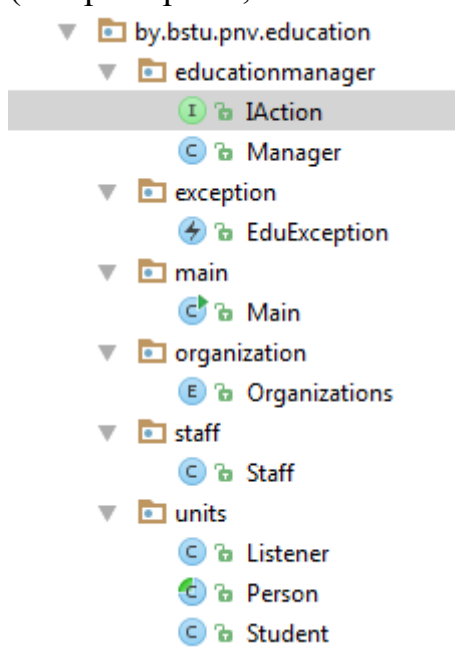 by.bstu.pnv.education
educationmanager
I IAction
C Manager
exception
EduException
main
C Main
organization
E Organizations
staff
C Staff
units
C Listener
C Person
C Student